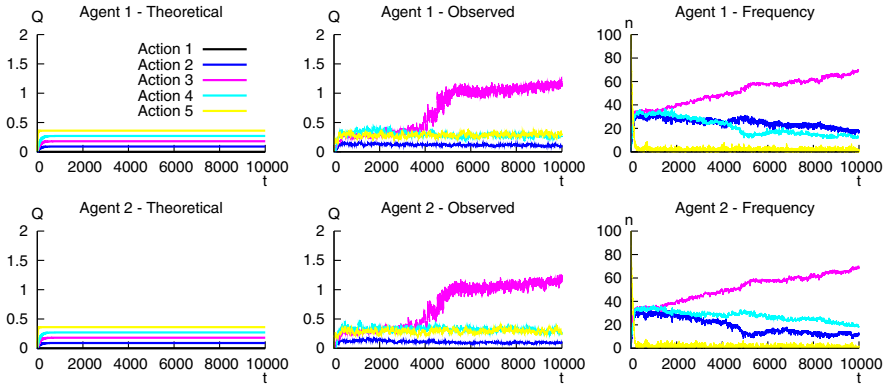 Agent 1 - Theoretical
Q
2
1.5
1
0.5
0
Action 1
Action 2
Action 3
Action 4
Action 5
0 2000 4000 6000 8000 10000
t
Agent 1 - Observed
Q
2
1.5
1
0.5
0
0 2000 4000 6000 8000 10000
t
Agent 1 - Frequency
n
100
80
60
40
20
0
0 2000 4000 6000 8000 10000
t
Agent 2 - Theoretical
Q
2
1.5
1
0.5
0
0 2000 4000 6000 8000 10000
t
Agent 2 - Observed
Q
2
1.5
1
0.5
0
0 2000 4000 6000 8000 10000
t
Agent 2 - Frequency
n
100
80
60
40
20
0
0 2000 4000 6000 8000 10000
t